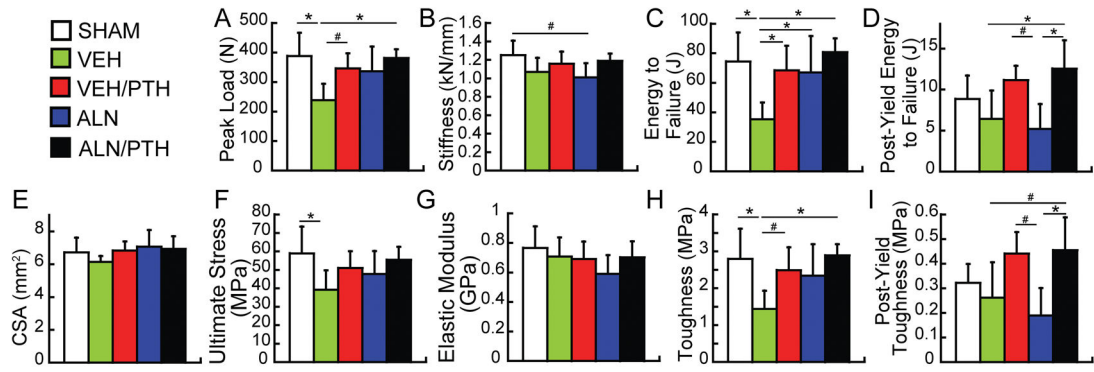 SHAM
VEH
VEH/PTH
ALN
ALN/PTH
A
Peak Load (N)
500
400
300
200
100
0
*
#
*
B
Stiffness (kN/mm)
1.6
1.4
1.2
1.0
0.8
0.6
0.4
0.2
0
#
C
Energy to
Failure (J)
100
80
60
40
20
0
*
*
*
*
D
Post-Yield Energy
to Failure (J)
15
10
5
0
*
#
*
E
CSA (mm²)
8
6
4
2
0
F
Ultimate Stress
(MPa)
80
70
60
50
40
30
20
10
0
*
G
Elastic Modulus
(GPa)
1
0.8
0.6
0.4
0.2
0
H
Toughness (MPa)
4
3
2
1
0
*
#
*
I
Post-Yield
Toughness (MPa)
0.6
0.5
0.4
0.3
0.2
0.1
0
#
#
*